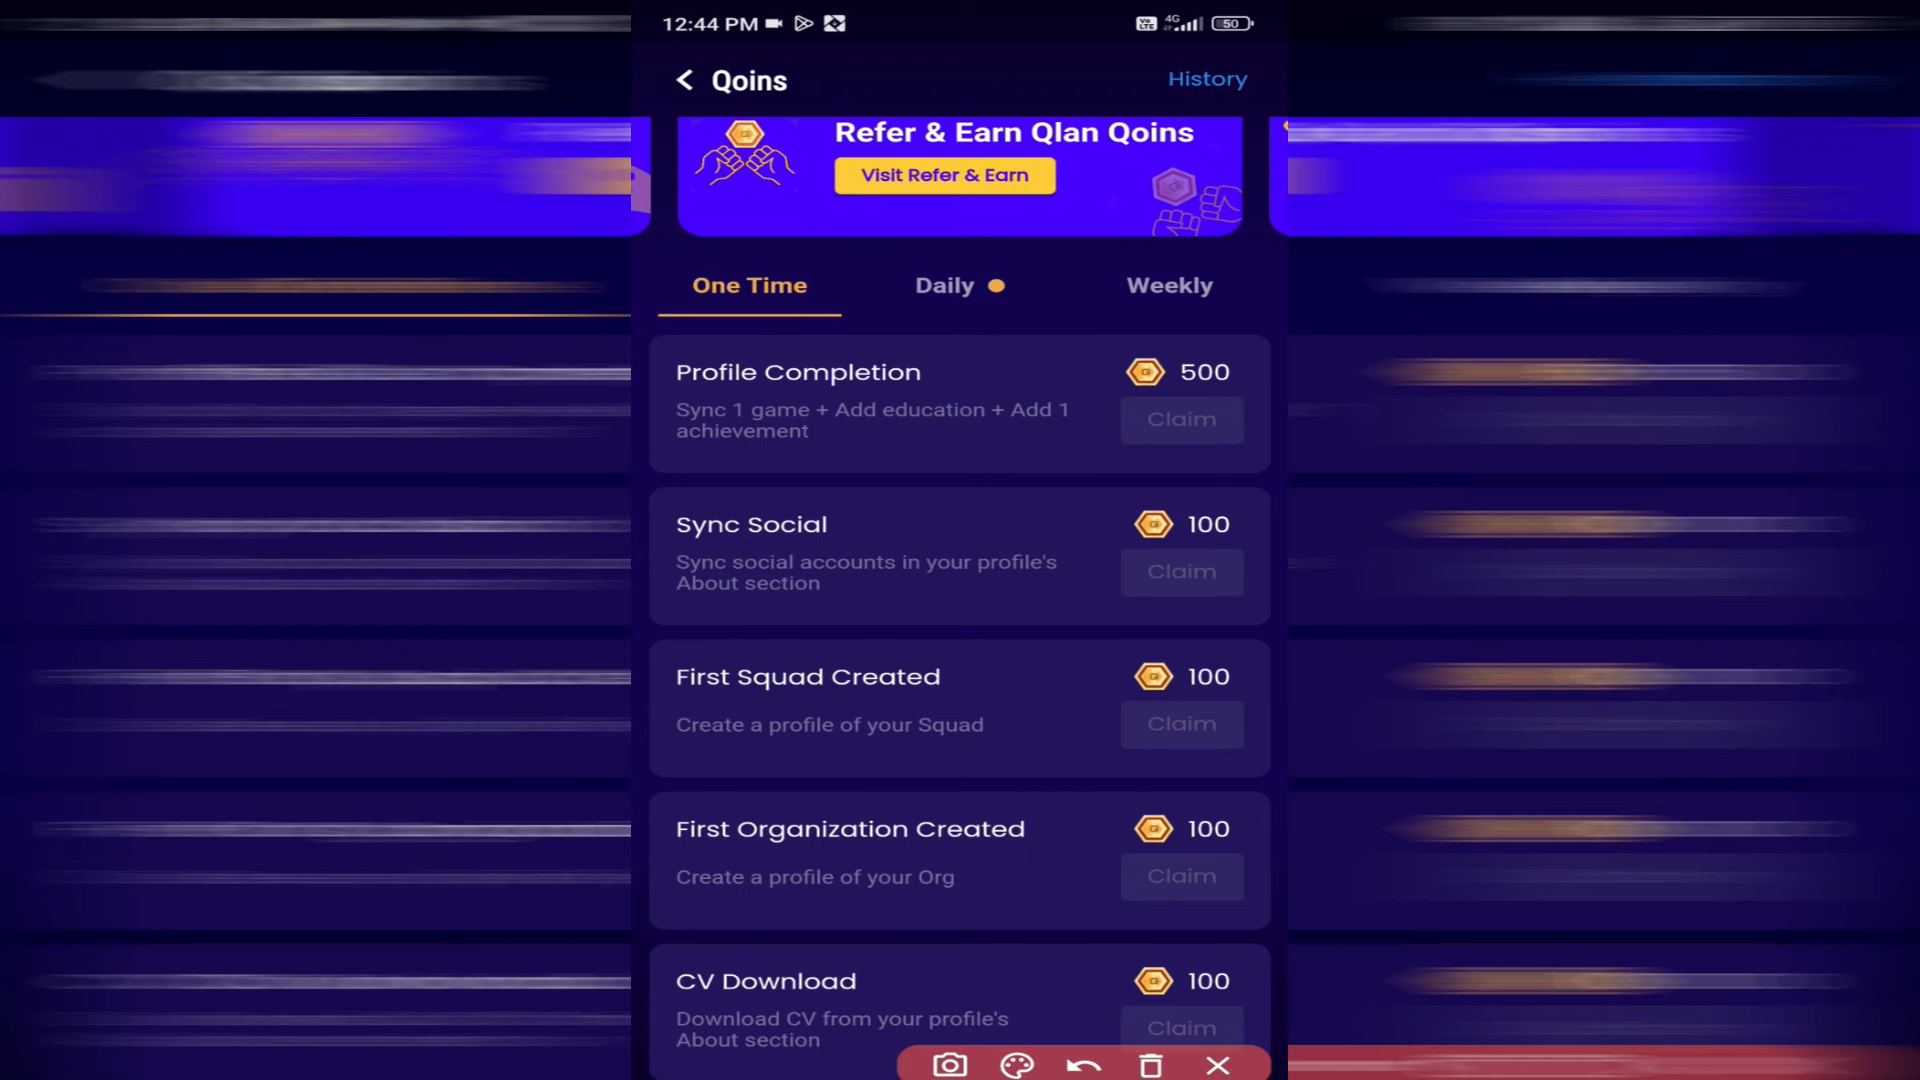 12:44 PM
4G
50
Qoins
History
Refer & Earn Qlan Qoins
Visit Refer & Earn
One Time
Daily
Weekly
Profile Completion
500
Sync 1 game + Add education + Add 1
achievement
Claim
Sync Social
100
Sync social accounts in your profile's
About section
Claim
First Squad Created
100
Create a profile of your Squad
Claim
First Organization Created
100
Create a profile of your Org
Claim
CV Download
100
Download CV from your profile's
About section
Claim